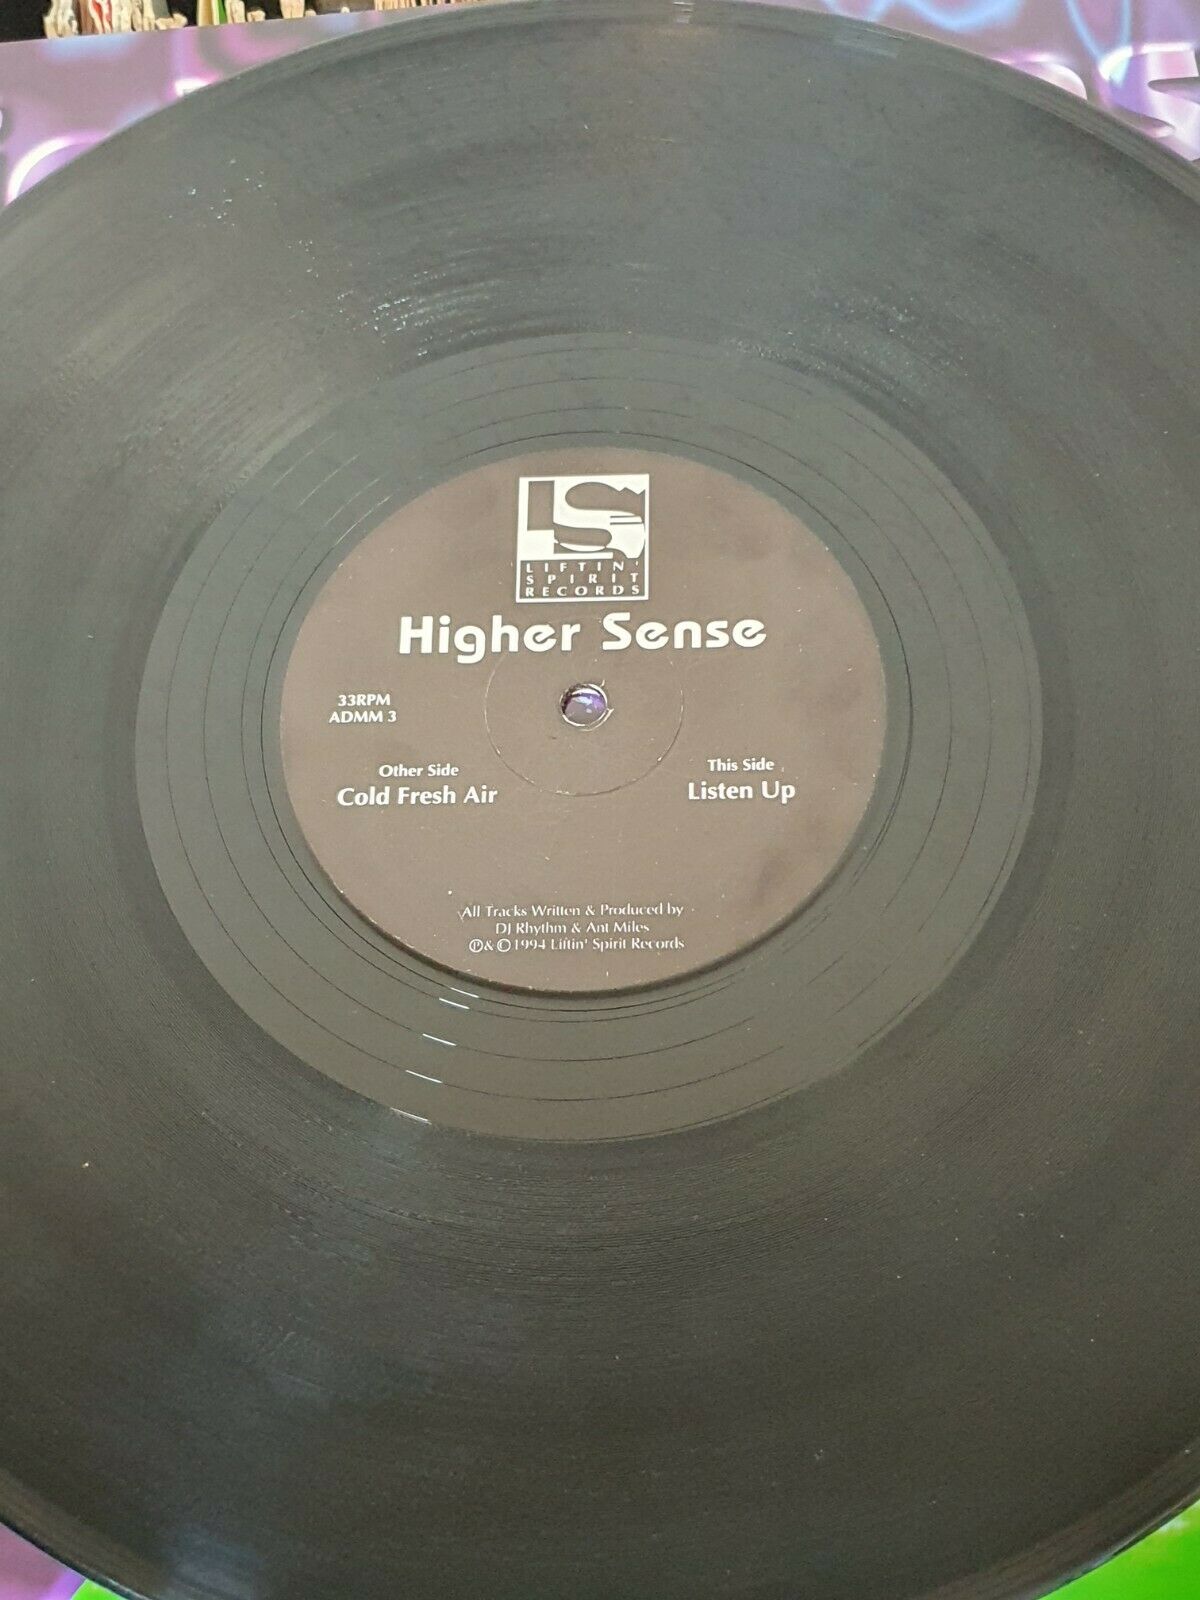 LS
LIFTIN'
SPIRIT
RECORDS
Higher Sense
33RPM
ADMM 3
Other Side
Cold Fresh Air
This Side
Listen Up
All Tracks Written & Produced by
DJ Rhythm & Ant Miles
℗&©1994 Liftin' Spirit Records